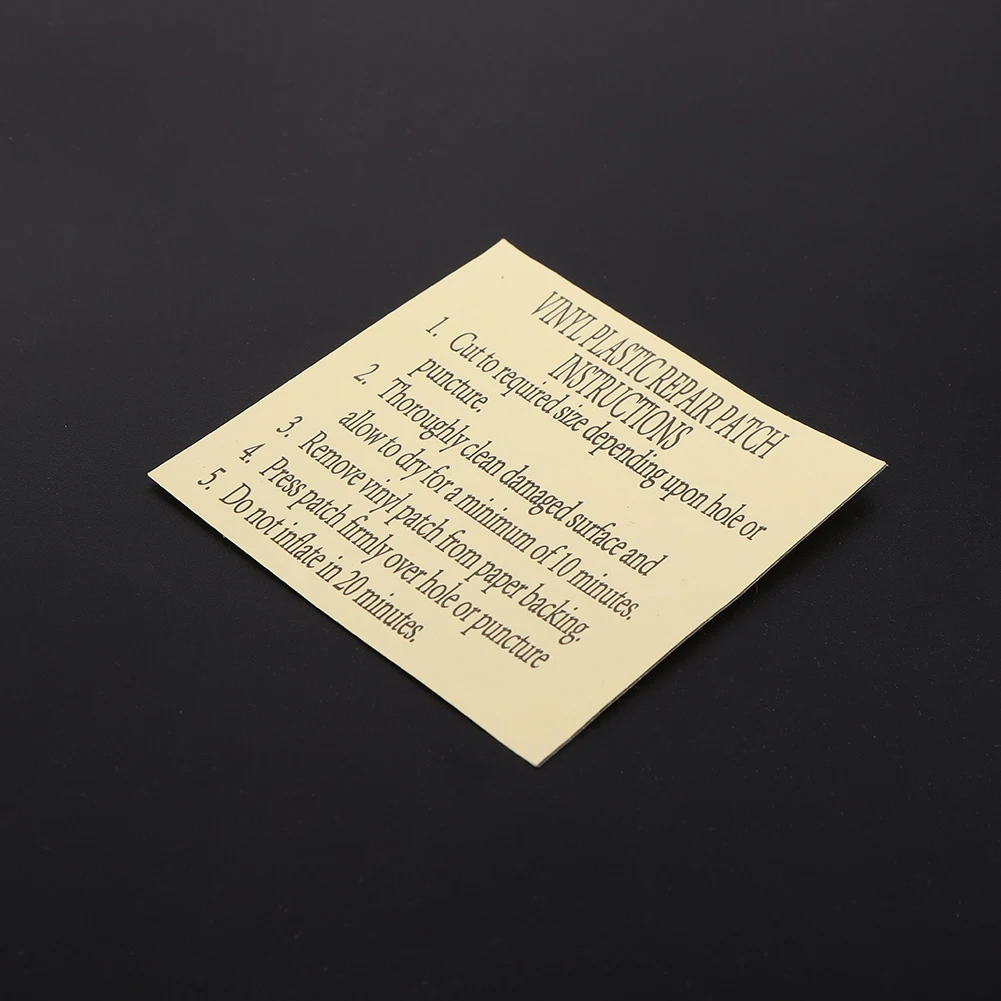 VINYL PLASTIC REPAIR PATCH
INSTRUCTIONS
1. Cut to required size depending upon hole or
puncture.
2. Thoroughly clean damaged surface and
allow to dry for a minimum of 10 minutes.
3. Remove vinyl patch from paper backing.
4. Press patch firmly over hole or puncture
5. Do not inflate in 20 minutes.